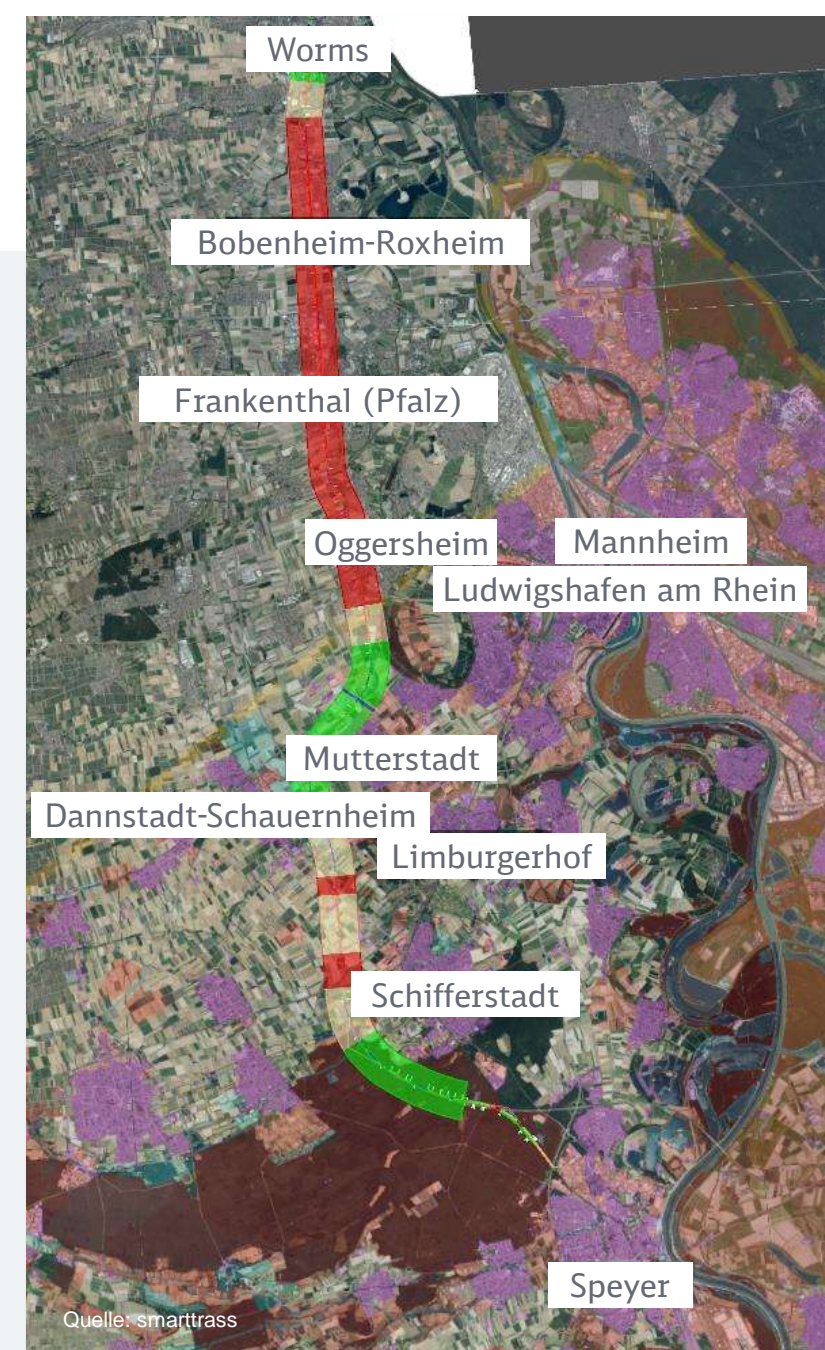 Worms
Bobenheim-Roxheim
Frankenthal (Pfalz)
Oggersheim
Mannheim
Ludwigshafen am Rhein
Mutterstadt
Dannstadt-Schauernheim
Limburgerhof
Schifferstadt
Speyer
Quelle: smarttrass